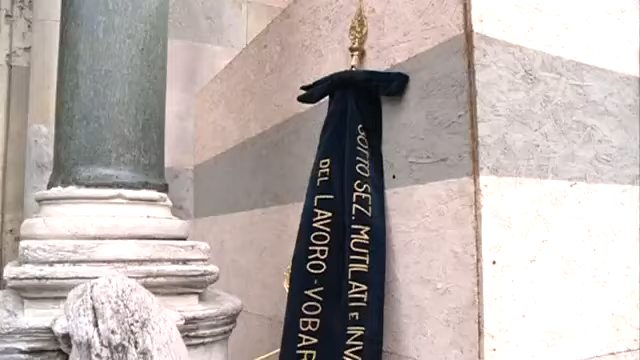 SOTTO SEZ. MUTILATI E INV
DEL LAVORO - VOBAR